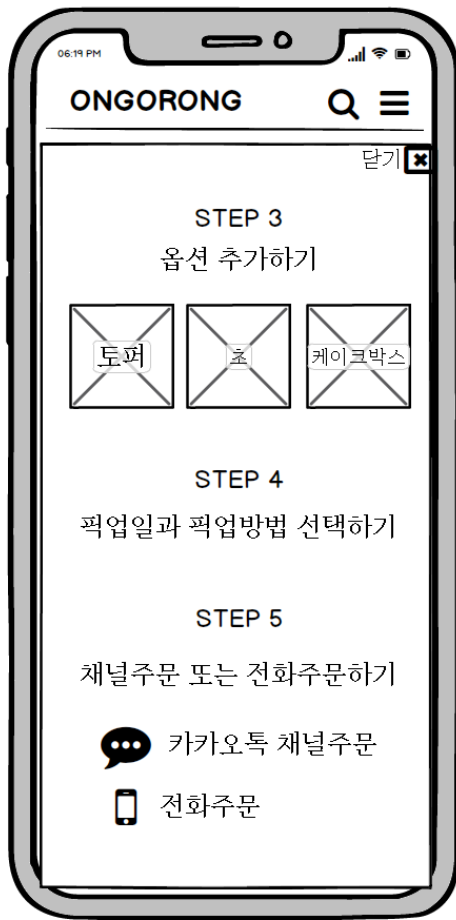 06:19 PM
ONGORONG
닫기
STEP 3
옵션 추가하기
토퍼 초 케이크박스
STEP 4
픽업일과 픽업방법 선택하기
STEP 5
채널주문 또는 전화주문하기
카카오톡 채널주문
전화주문